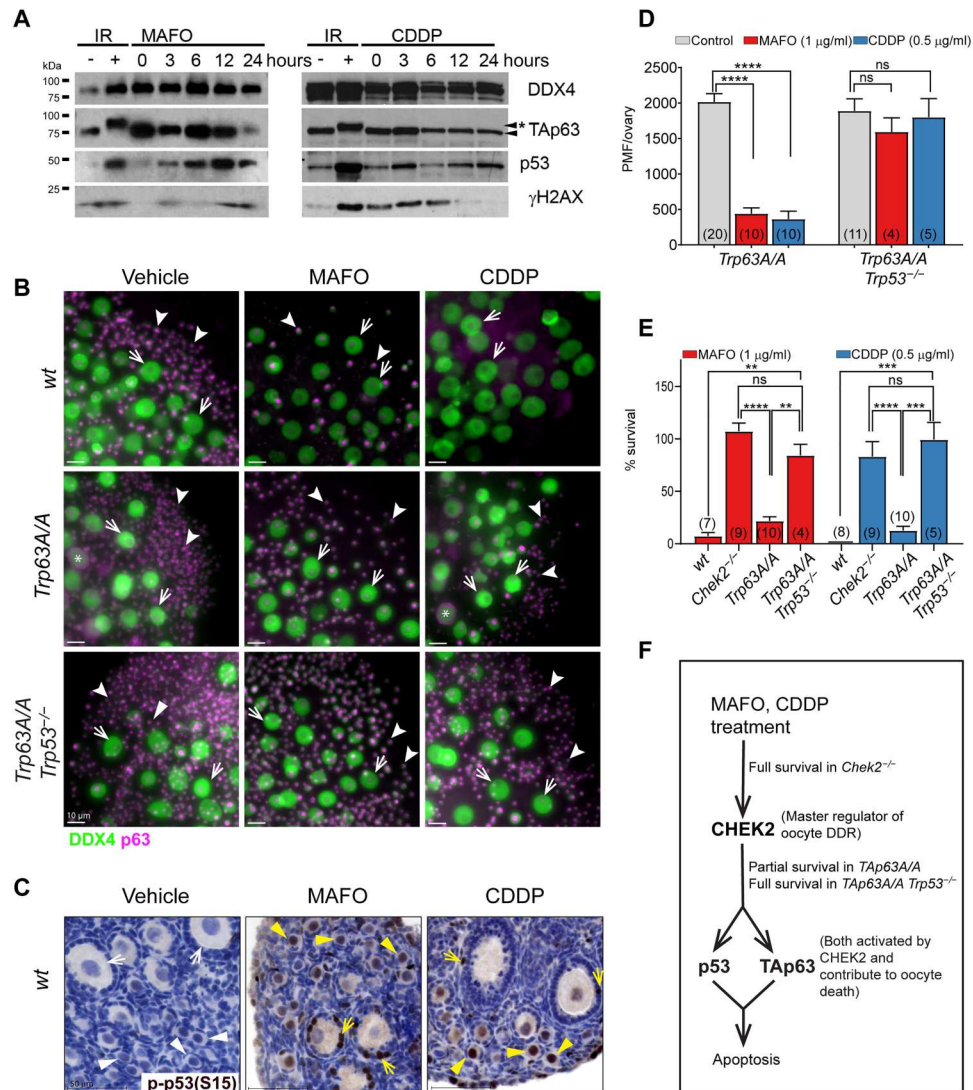 A
IR MAFO
- + 0 3 6 12 24 hours
kDa
100
75
100
75
50
25
IR CDDP
- + 0 3 6 12 24 hours
DDX4
* TAp63
p53
γH2AX
B
Vehicle MAFO CDDP
wt
Trp63A/A
*
*
Trp63A/A
Trp53−/−
10 µm
DDX4 p63
C
Vehicle MAFO CDDP
wt
50 µm
p-p53(S15)
D
Control MAFO (1 µg/ml) CDDP (0.5 µg/ml)
PMF/ovary
2500
2000
1500
1000
500
0
****
****
ns
ns
(20) (10) (10) (11) (4) (5)
Trp63A/A
Trp63A/A
Trp53−/−
E
MAFO (1 µg/ml) CDDP (0.5 µg/ml)
% survival
100
50
0
** ***
ns ns
**** ** **** ***
(7) (9) (10) (4) (8) (9) (10) (5)
wt
Chek2−/−
Trp63A/A
Trp63A/A
Trp53−/−
wt
Chek2−/−
Trp63A/A
Trp63A/A
Trp53−/−
F
MAFO, CDDP
treatment
Full survival in Chek2−/−
CHEK2 (Master regulator of
oocyte DDR)
Partial survival in TAp63A/A
Full survival in TAp63A/A Trp53−/−
p53 TAp63
(Both activated by
CHEK2 and
contribute to oocyte
death)
Apoptosis